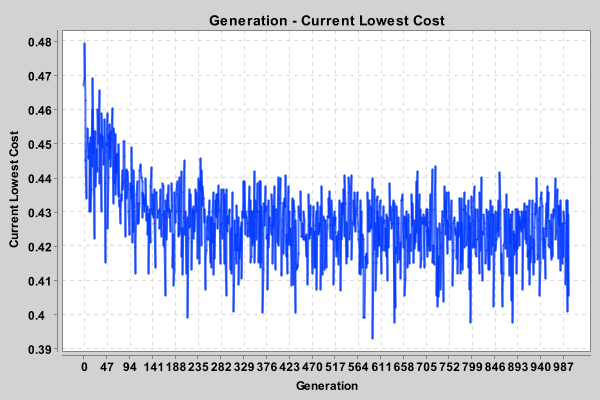 Generation - Current Lowest Cost
0.48
0.47
0.46
0.45
0.44
0.43
0.42
0.41
0.4
0.39
Current Lowest Cost
0 47 94 141 188 235 282 329 376 423 470 517 564 611 658 705 752 799 846 893 940 987
Generation